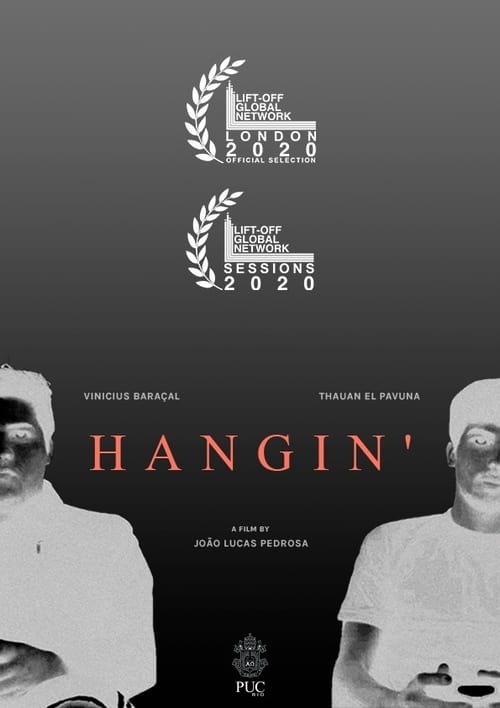 LIFT-OFF
GLOBAL
NETWORK
LONDON
2020
OFFICIAL SELECTION
LIFT-OFF
GLOBAL
NETWORK
SESSIONS
2020
VINICIUS BARAÇAL THAUAN EL PAVUNA
HANGIN'
A FILM BY
JOÃO LUCAS PEDROSA
PUC
RIO